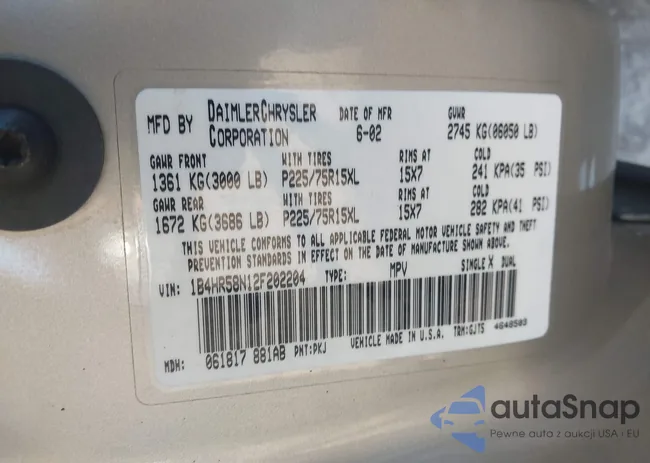 MFD BY DAIMLERCHRYSLER CORPORATION DATE OF MFR 6-02 GVWR 2745 KG(06050 LB)
GAWR FRONT WITH TIRES RIMS AT COLD
1361 KG(3000 LB) P225/75R15XL 15X7 241 KPA(35 PSI)
GAWR REAR WITH TIRES RIMS AT COLD
1672 KG(3686 LB) P225/75R15XL 15X7 282 KPA(41 PSI)
THIS VEHICLE CONFORMS TO ALL APPLICABLE FEDERAL MOTOR VEHICLE SAFETY AND THEFT
PREVENTION STANDARDS IN EFFECT ON THE DATE OF MANUFACTURE SHOWN ABOVE.
VIN: 1B4HR58N12F202204 TYPE: MPV SINGLE X DUAL
MDH: 061817 881AB PNT:PKJ VEHICLE MADE IN U.S.A. TRM:GJT5 4648503
autaSnap
Pewne auta z aukcji USA i EU